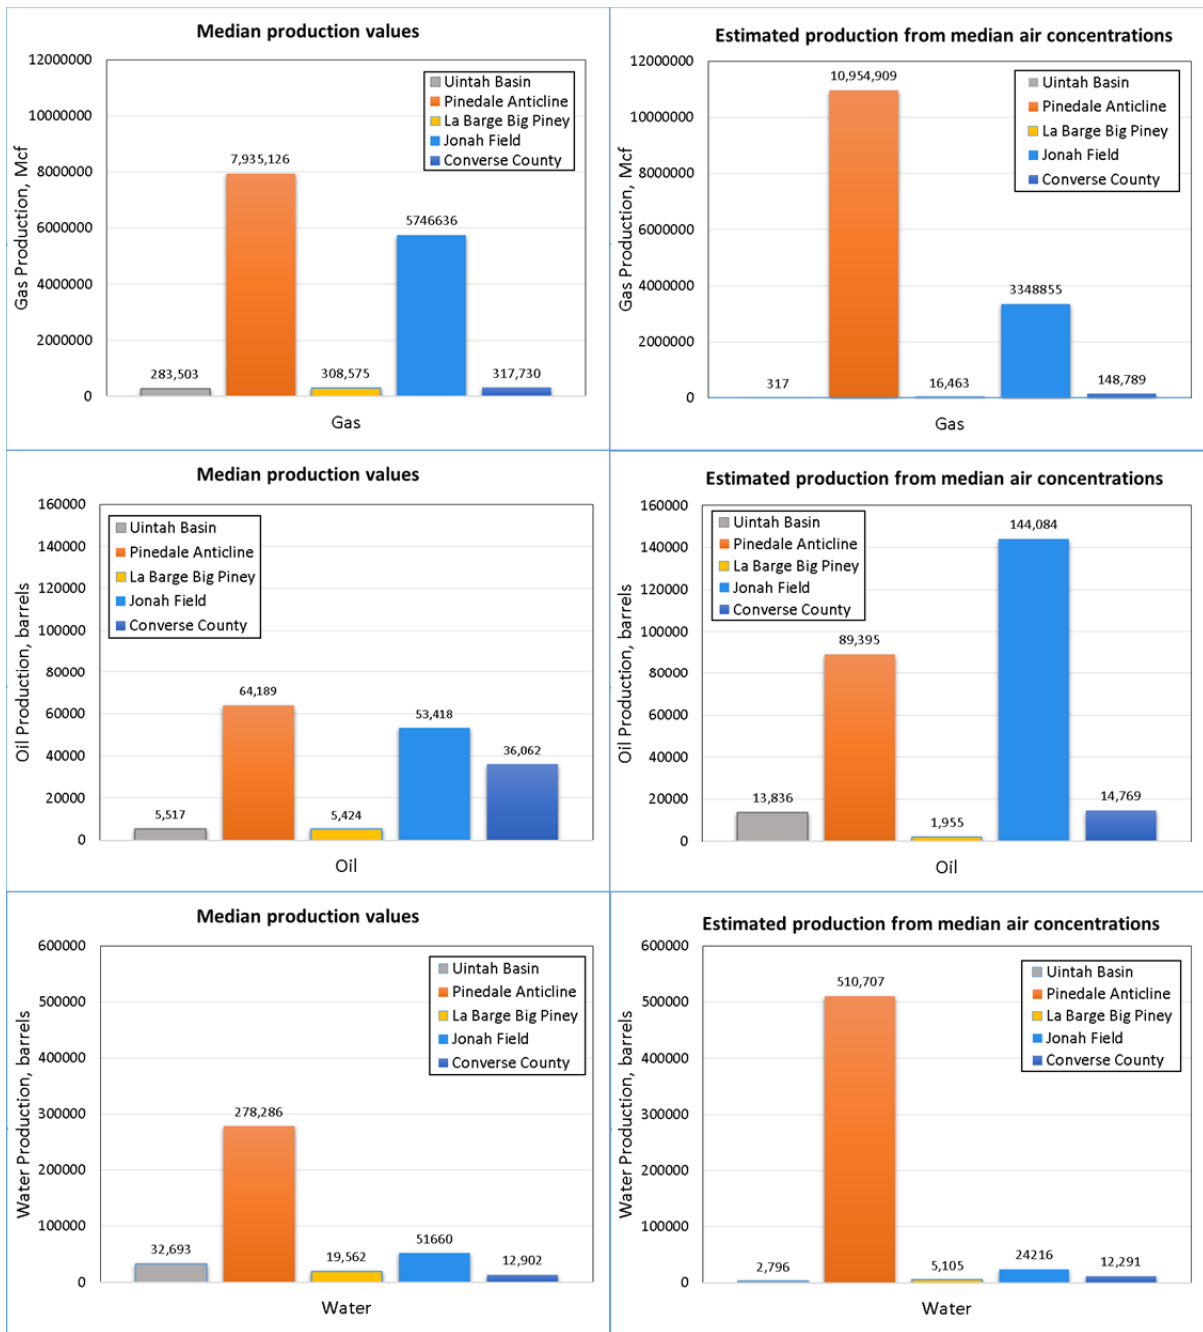 Median production values
12000000
10000000
8000000
6000000
4000000
2000000
0
Gas Production, Mcf
Uintah Basin
Pinedale Anticline
La Barge Big Piney
Jonah Field
Converse County
283,503
7,935,126
308,575
5746636
317,730
Gas
Estimated production from median air concentrations
12000000
10000000
8000000
6000000
4000000
2000000
0
Gas Production, Mcf
Uintah Basin
Pinedale Anticline
La Barge Big Piney
Jonah Field
Converse County
317
10,954,909
16,463
3348855
148,789
Gas
Median production values
160000
140000
120000
100000
80000
60000
40000
20000
0
Oil Production, barrels
Uintah Basin
Pinedale Anticline
La Barge Big Piney
Jonah Field
Converse County
5,517
64,189
5,424
53,418
36,062
Oil
Estimated production from median air concentrations
160000
140000
120000
100000
80000
60000
40000
20000
0
Oil Production, barrels
Uintah Basin
Pinedale Anticline
La Barge Big Piney
Jonah Field
Converse County
13,836
89,395
1,955
144,084
14,769
Oil
Median production values
600000
500000
400000
300000
200000
100000
0
Water Production, barrels
Uintah Basin
Pinedale Anticline
La Barge Big Piney
Jonah Field
Converse County
32,693
278,286
19,562
51660
12,902
Water
Estimated production from median air concentrations
600000
500000
400000
300000
200000
100000
0
Water Production, barrels
Uintah Basin
Pinedale Anticline
La Barge Big Piney
Jonah Field
Converse County
2,796
510,707
5,105
24216
12,291
Water